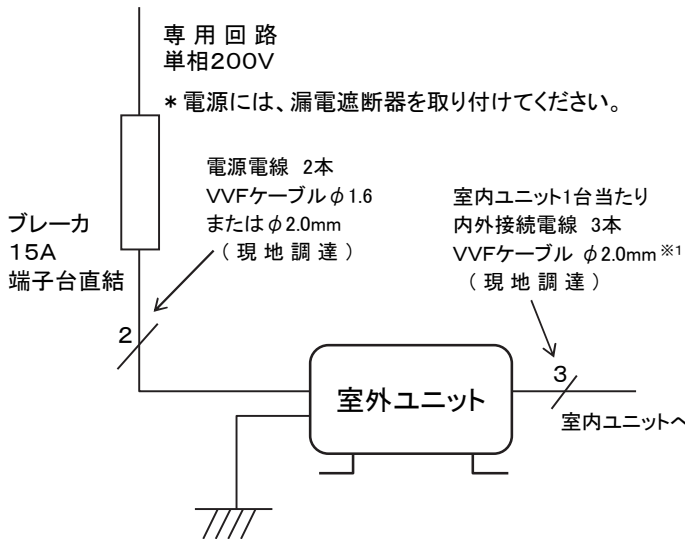 専用回路
単相200V
＊電源には、漏電遮断器を取り付けてください。
電源電線 2本
VVFケーブルφ1.6
またはφ2.0mm
（現地調達）
室内ユニット1台当たり
内外接続電線 3本
VVFケーブル φ2.0mm※1
（現地調達）
ブレーカ
15A
端子台直結
2
3
室外ユニット
室内ユニットへ